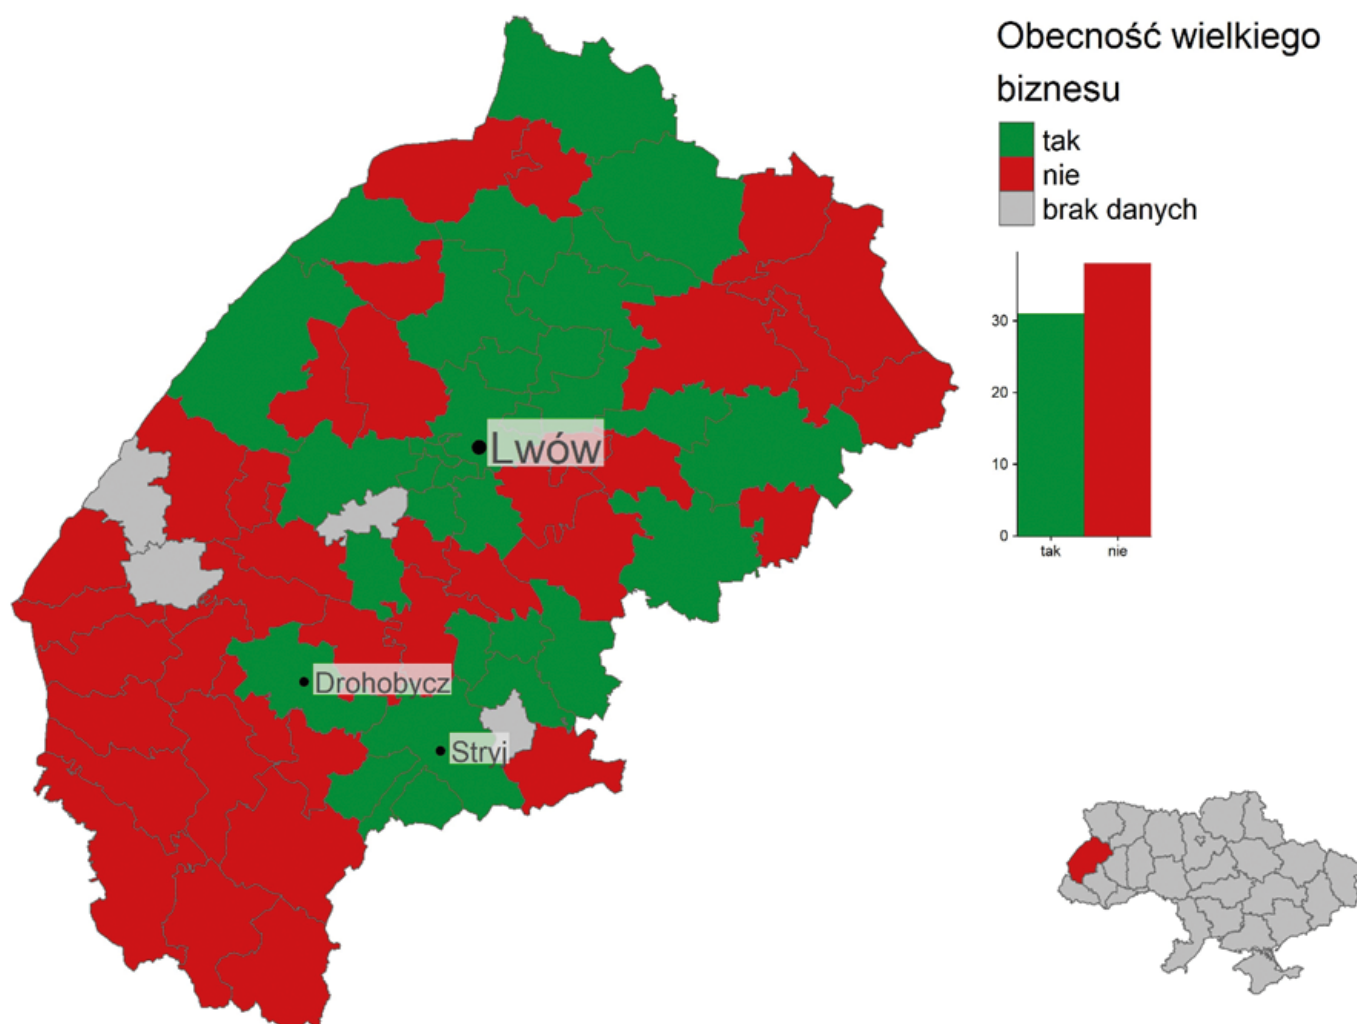 Obecność wielkiego
biznesu
tak
nie
brak danych
30
20
10
0
tak
nie
Lwów
Drohobycz
Stryj